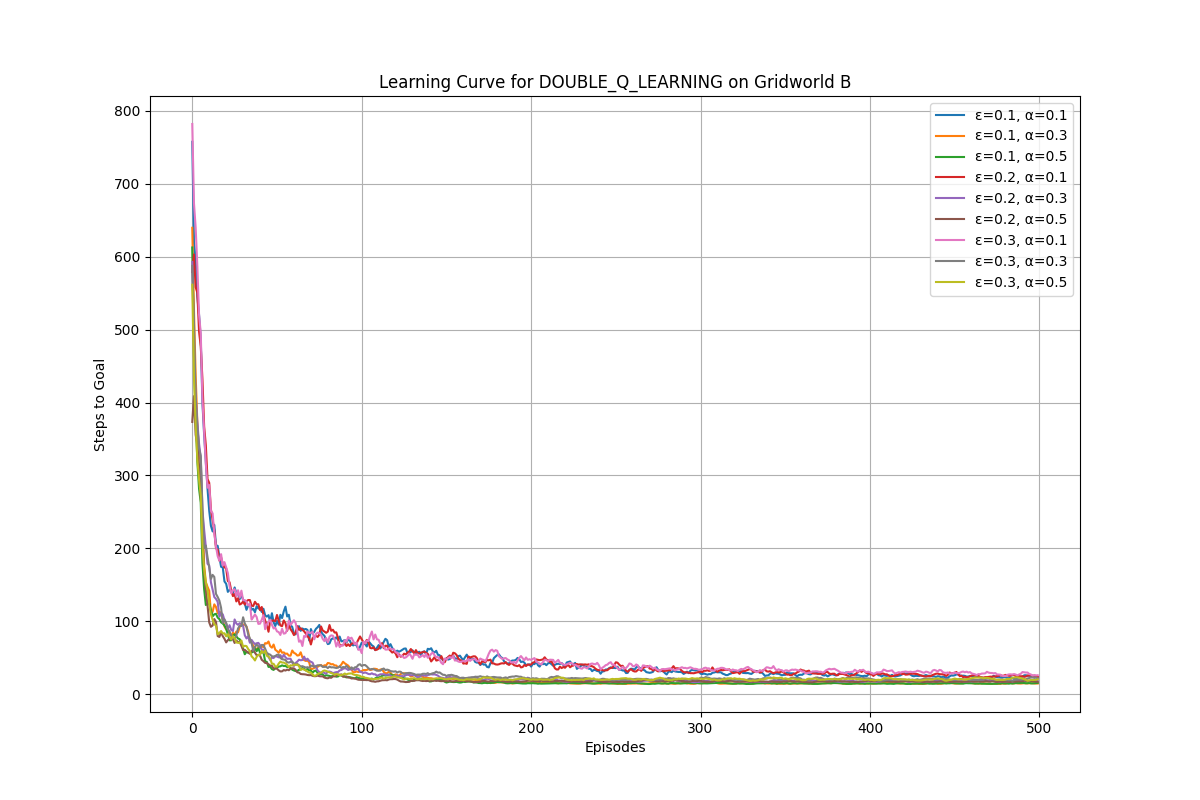 Learning Curve for DOUBLE_Q_LEARNING on Gridworld B
800
700
600
500
400
300
200
100
0
Steps to Goal
0 100 200 300 400 500
Episodes
ε=0.1, α=0.1
ε=0.1, α=0.3
ε=0.1, α=0.5
ε=0.2, α=0.1
ε=0.2, α=0.3
ε=0.2, α=0.5
ε=0.3, α=0.1
ε=0.3, α=0.3
ε=0.3, α=0.5